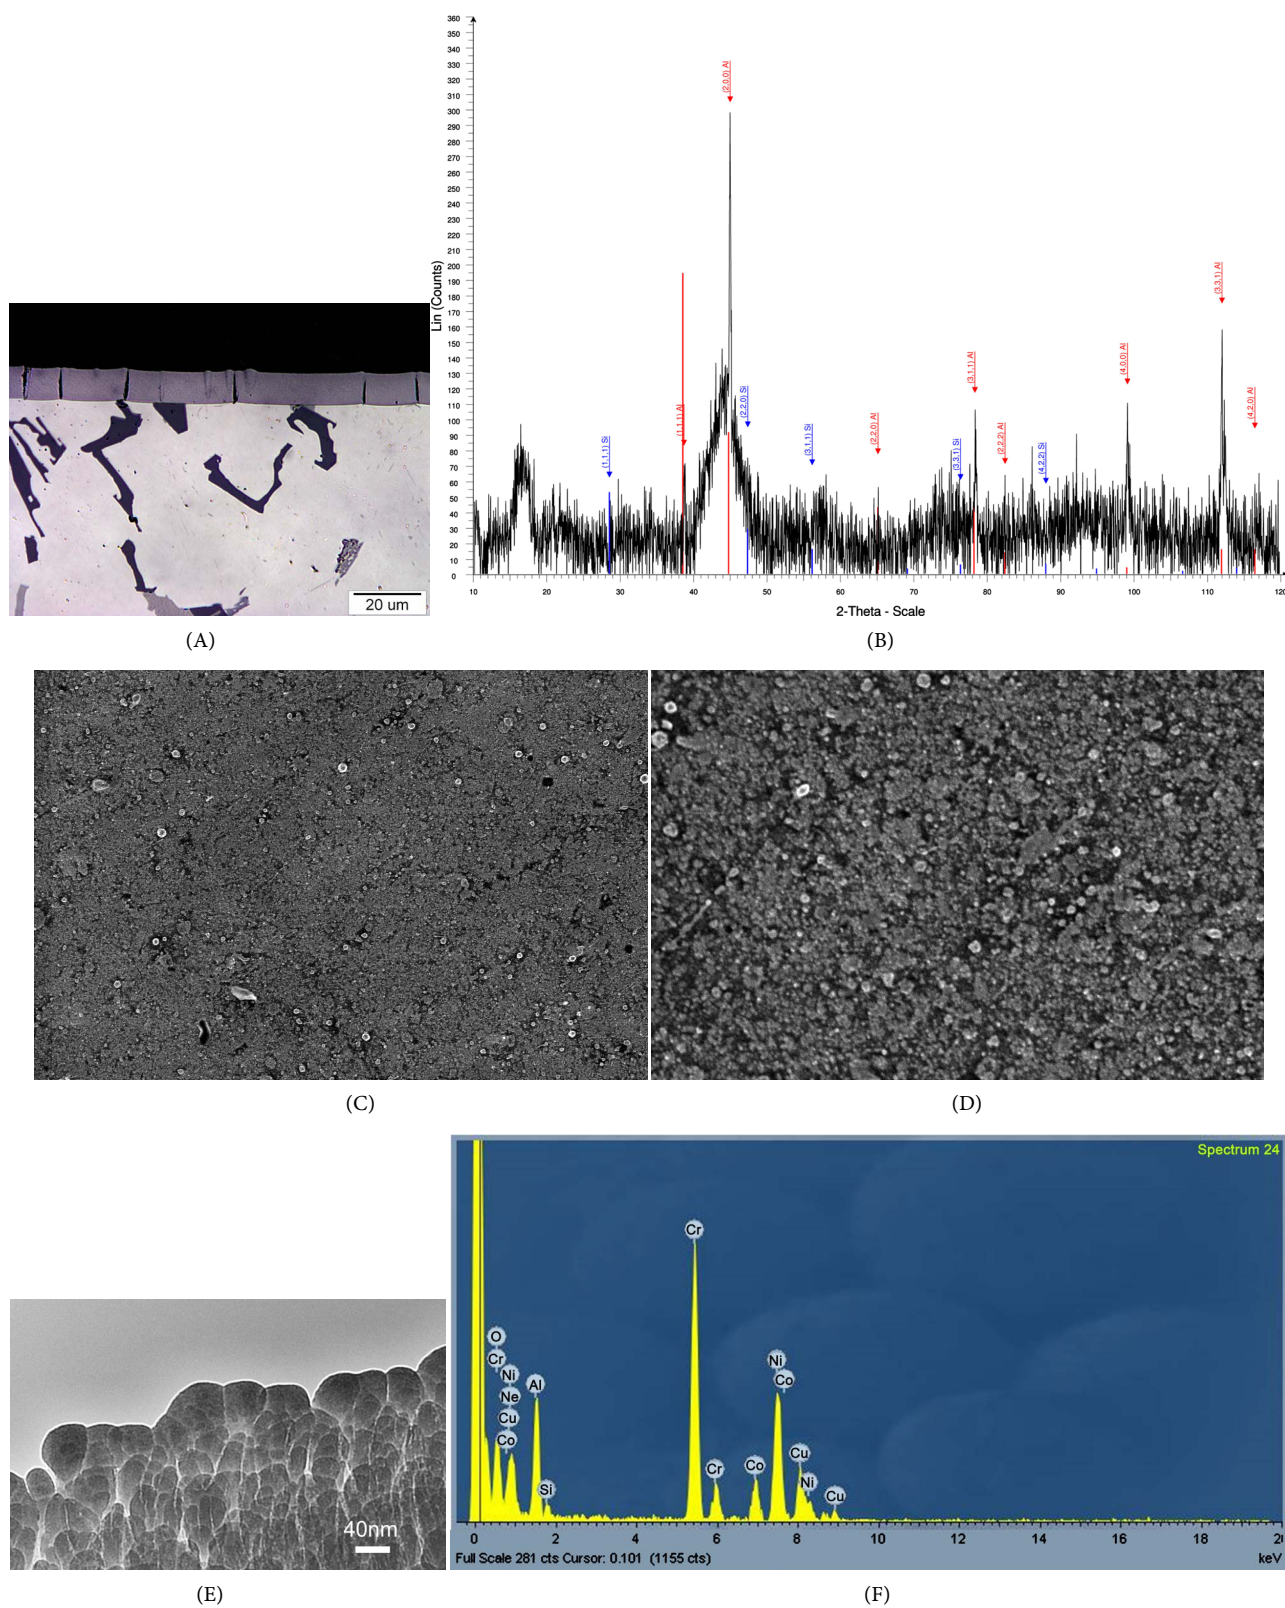 360
350
340
330
320
310
300
290
280
270
260
250
240
230
220
210
200
190
180
170
160
150
140
130
120
110
100
90
80
70
60
50
40
30
20
10
0
Lin (Counts)
(1,1,1) Si
(1,1,1) Al
(2,0,0) Al
(2,2,0) Si
(3,1,1) Si
(2,2,0) Al
(3,3,1) Si
(3,1,1) Al
(2,2,2) Al
(4,2,2) Si
(4,0,0) Al
(3,3,1) Al
(4,2,0) Al
10 20 30 40 50 60 70 80 90 100 110 120
2-Theta - Scale
20 um
(A)
(B)
(C)
(D)
40nm
Spectrum 24
O
Cr
Ni
Ne
Cu
Co
Al
Si
Cr
Cr
Co
Ni
Co
Cu
Ni
Cu
0 2 4 6 8 10 12 14 16 18
Full Scale 281 cts Cursor: 0.101 (1155 cts)
keV
(E)
(F)